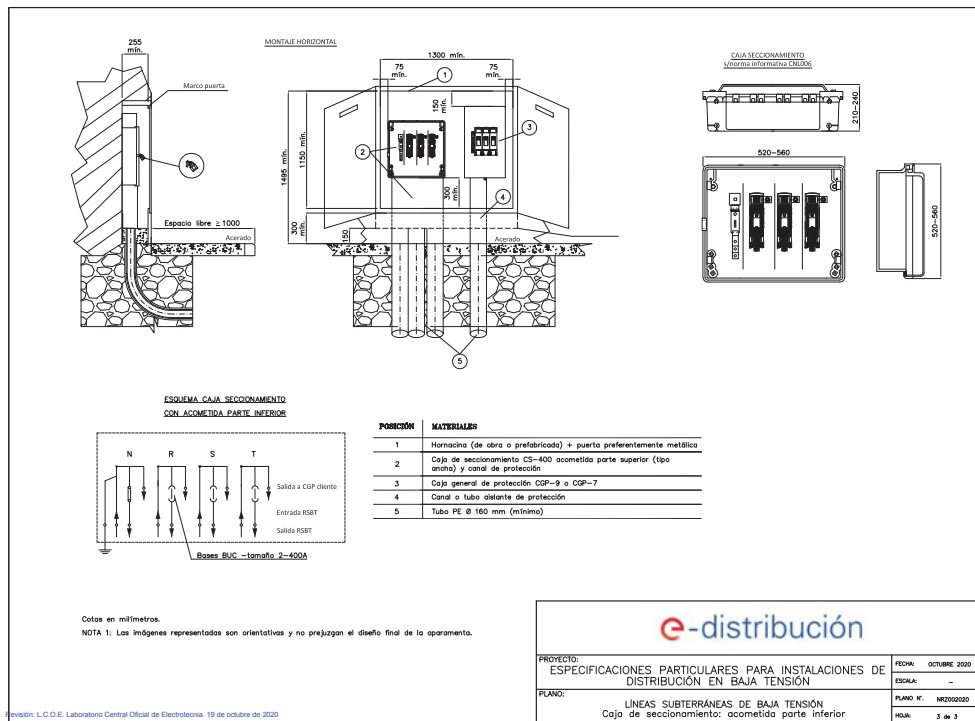 MONTAJE HORIZONTAL
255
mín.
Marco puerta
Espacio libre ≥1000
Acerado
1300 mín.
75
mín.
75
mín.
1
150
mín.
3
2
1495 mín.
1150 mín.
300
mín.
300
mín.
4
150
Acerado
5
CAJA SECCIONAMIENTO
s/norma informativa CNL006
210-240
520-560
520-560
ESQUEMA CAJA SECCIONAMIENTO
CON ACOMETIDA PARTE INFERIOR
N R S T
Salida a CGP cliente
Entrada RSBT
Salida RSBT
Bases BUC -tamaño 2-400A
POSICIÓN MATERIALES
1 Hornacina (de obra o prefabricada) + puerta preferentemente metálica
2 Caja de seccionamiento CS-400 acometida parte superior (tipo
ancha) y canal de protección
3 Caja general de protección CGP-9 o CGP-7
4 Canal o tubo aislante de protección
5 Tubo PE Ø 160 mm (mínimo)
Cotas en milímetros.
NOTA 1: Las imágenes representadas son orientativas y no prejuzgan el diseño final de la aparamenta.
e-distribución
PROYECTO:
ESPECIFICACIONES PARTICULARES PARA INSTALACIONES DE
DISTRIBUCIÓN EN BAJA TENSIÓN
FECHA: OCTUBRE 2020
ESCALA: -
PLANO:
LÍNEAS SUBTERRÁNEAS DE BAJA TENSIÓN
Caja de seccionamiento: acometida parte inferior
PLANO Nº. NRZ002020
HOJA: 3 de 3
Revisión: L.C.O.E. Laboratorio Central Oficial de Electrotecnia. 19 de octubre de 2020